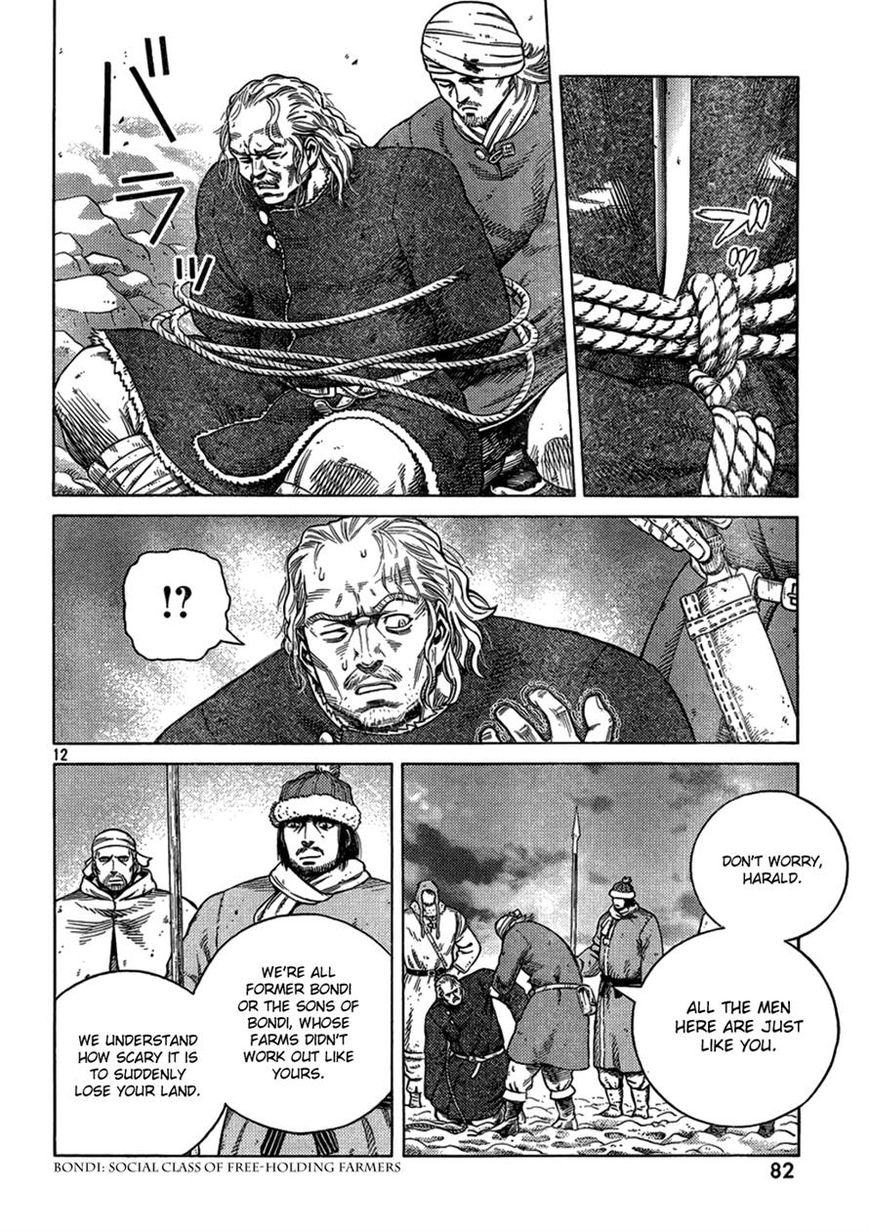 バ
ツ
ズッ
!?
12
DON'T WORRY,
HARALD.
ALL THE MEN
HERE ARE JUST
LIKE YOU.
WE'RE ALL
FORMER BONDI
OR THE SONS OF
BONDI, WHOSE
FARMS DIDN'T
WORK OUT LIKE
YOURS.
WE UNDERSTAND
HOW SCARY IT IS
TO SUDDENLY
LOSE YOUR LAND.
BONDI: SOCIAL CLASS OF FREE-HOLDING FARMERS
82